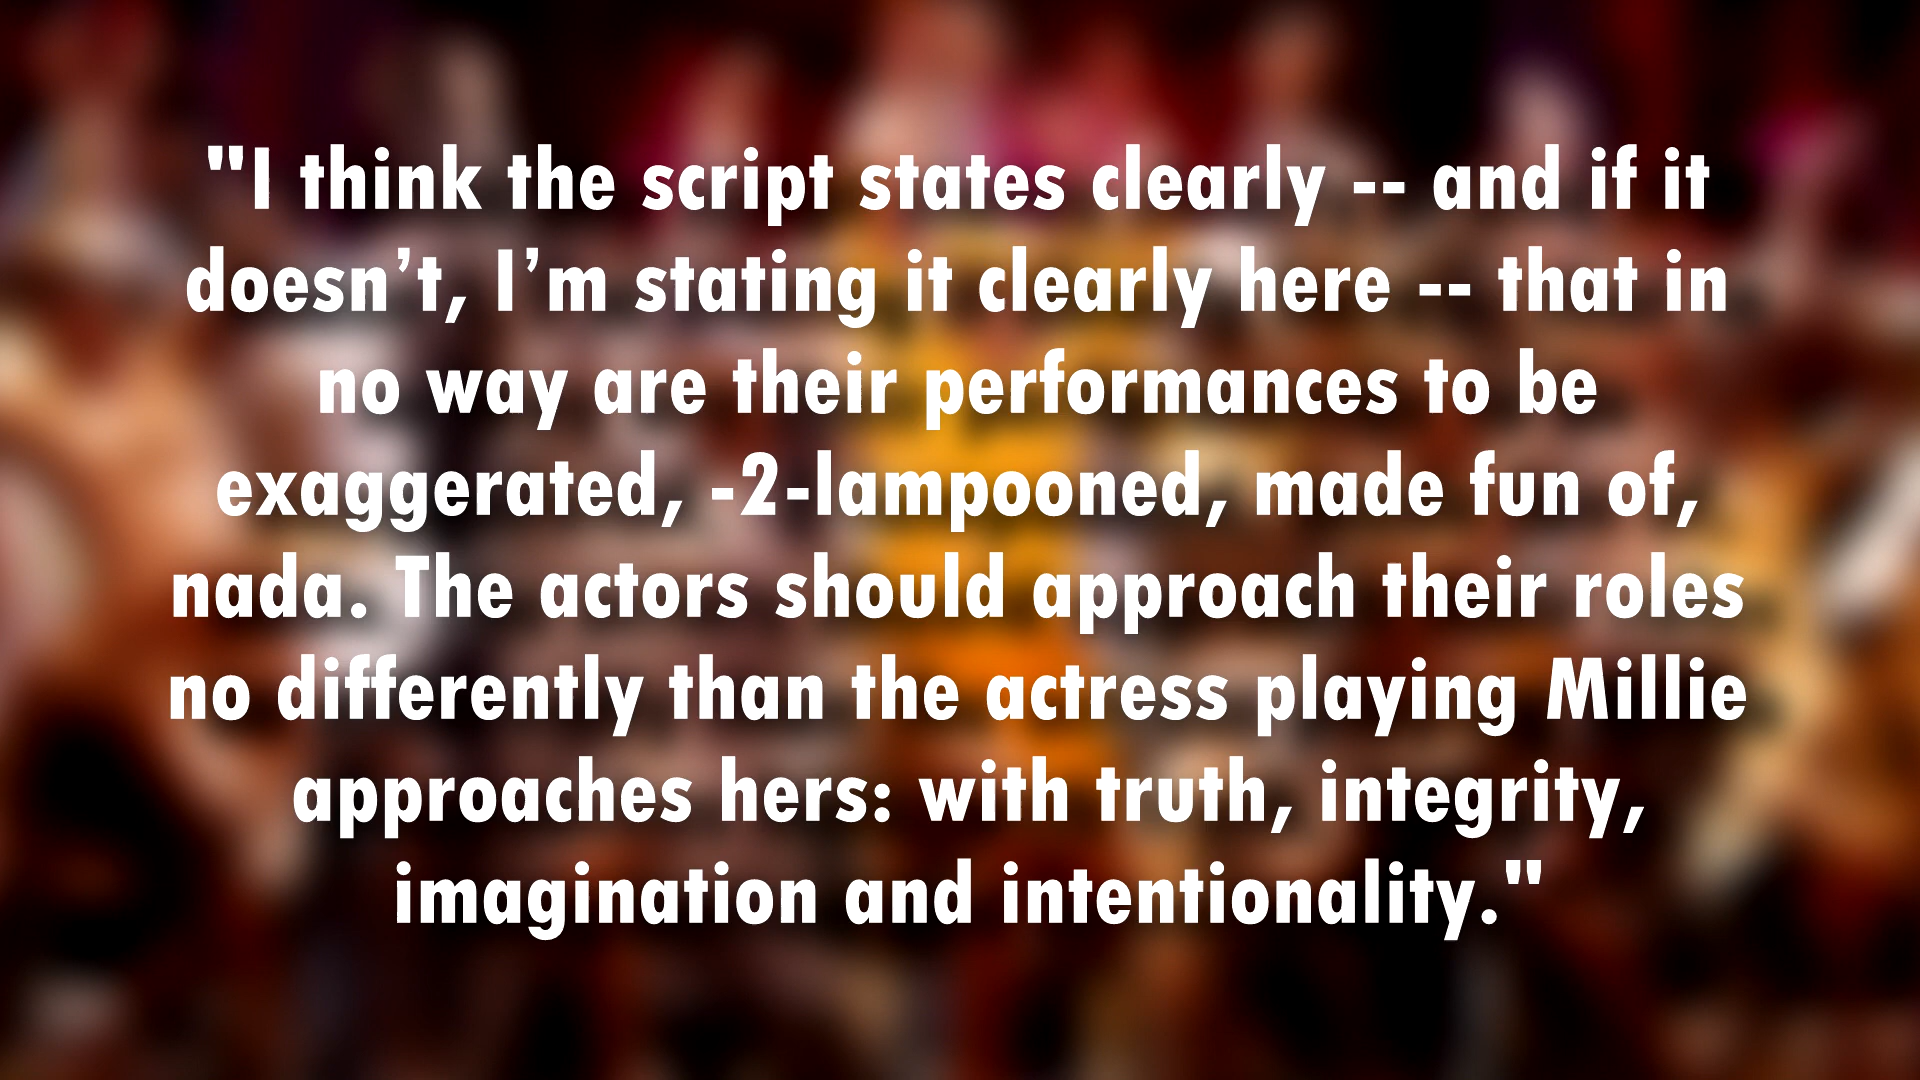 "I think the script states clearly -- and if it
doesn’t, I’m stating it clearly here -- that in
no way are their performances to be
exaggerated, -2-lampooned, made fun of,
nada. The actors should approach their roles
no differently than the actress playing Millie
approaches hers: with truth, integrity,
imagination and intentionality."